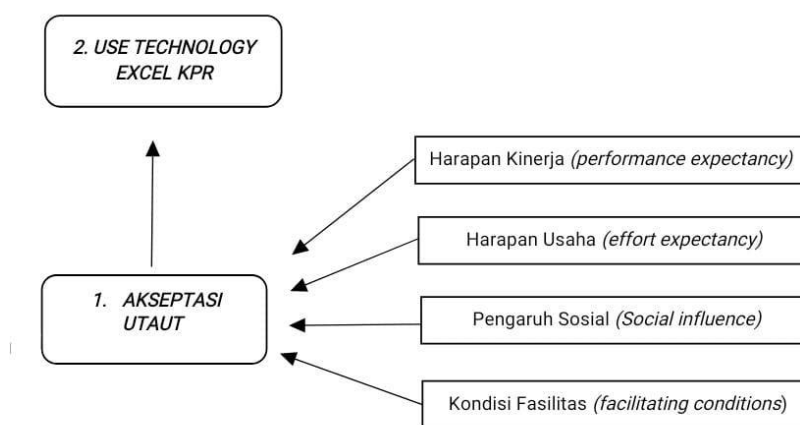 2. USE TECHNOLOGY
EXCEL KPR
Harapan Kinerja (performance expectancy)
Harapan Usaha (effort expectancy)
1. AKSEPTASI
UTAUT
Pengaruh Sosial (Social influence)
Kondisi Fasilitas (facilitating conditions)